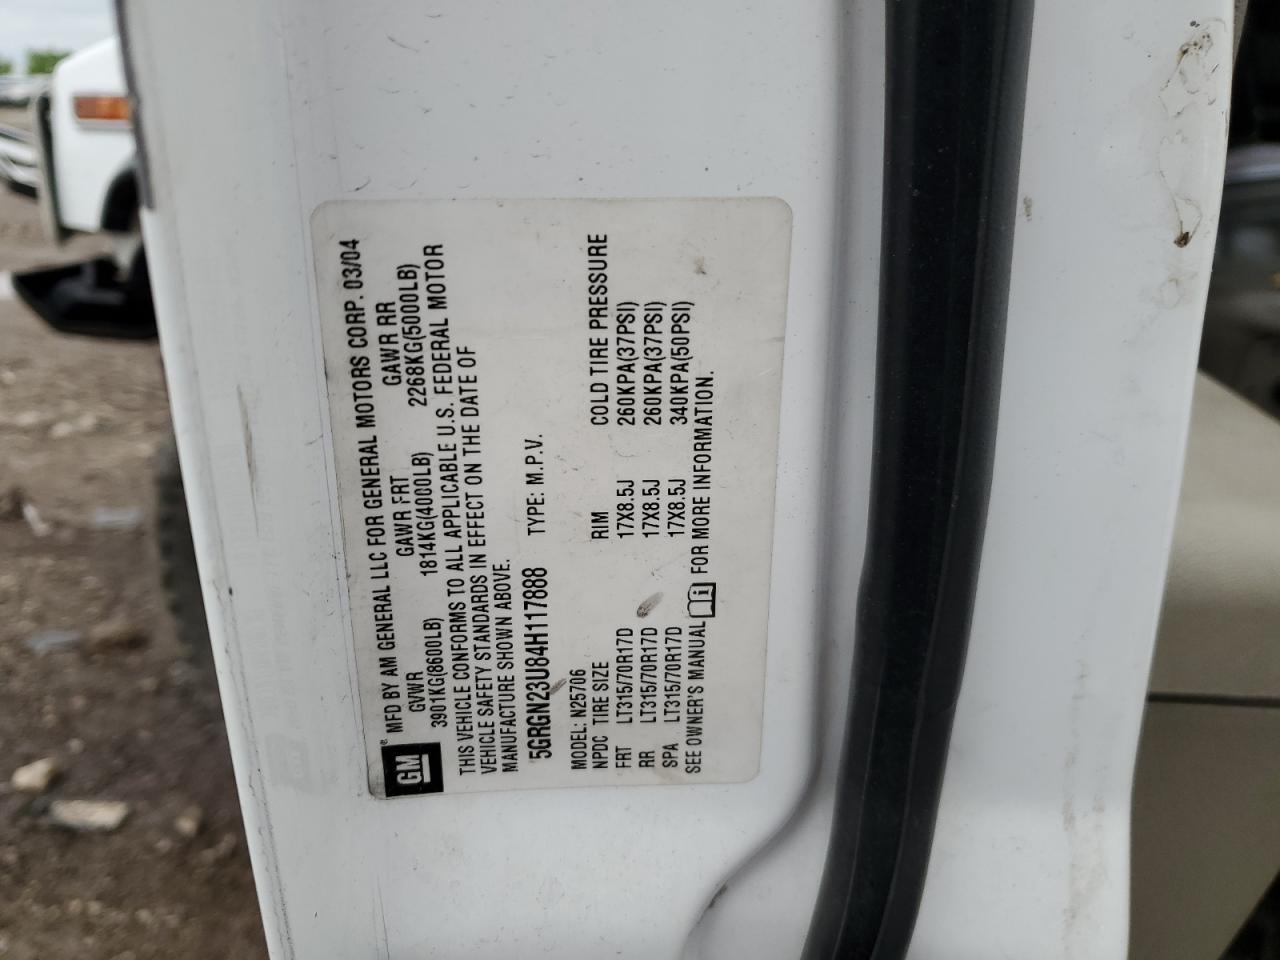 GM® MFD BY AM GENERAL LLC FOR GENERAL MOTORS CORP. 03/04
GVWR GAWR FRT GAWR RR
3901KG(8600LB) 1814KG(4000LB) 2268KG(5000LB)
THIS VEHICLE CONFORMS TO ALL APPLICABLE U.S. FEDERAL MOTOR
VEHICLE SAFETY STANDARDS IN EFFECT ON THE DATE OF
MANUFACTURE SHOWN ABOVE.
5GRGN23U84H117888 TYPE: M.P.V.
MODEL: N25706
NPDC TIRE SIZE RIM COLD TIRE PRESSURE
FRT LT315/70R17D 17X8.5J 260KPA(37PSI)
RR LT315/70R17D 17X8.5J 260KPA(37PSI)
SPA LT315/70R17D 17X8.5J 340KPA(50PSI)
SEE OWNER'S MANUAL i FOR MORE INFORMATION.